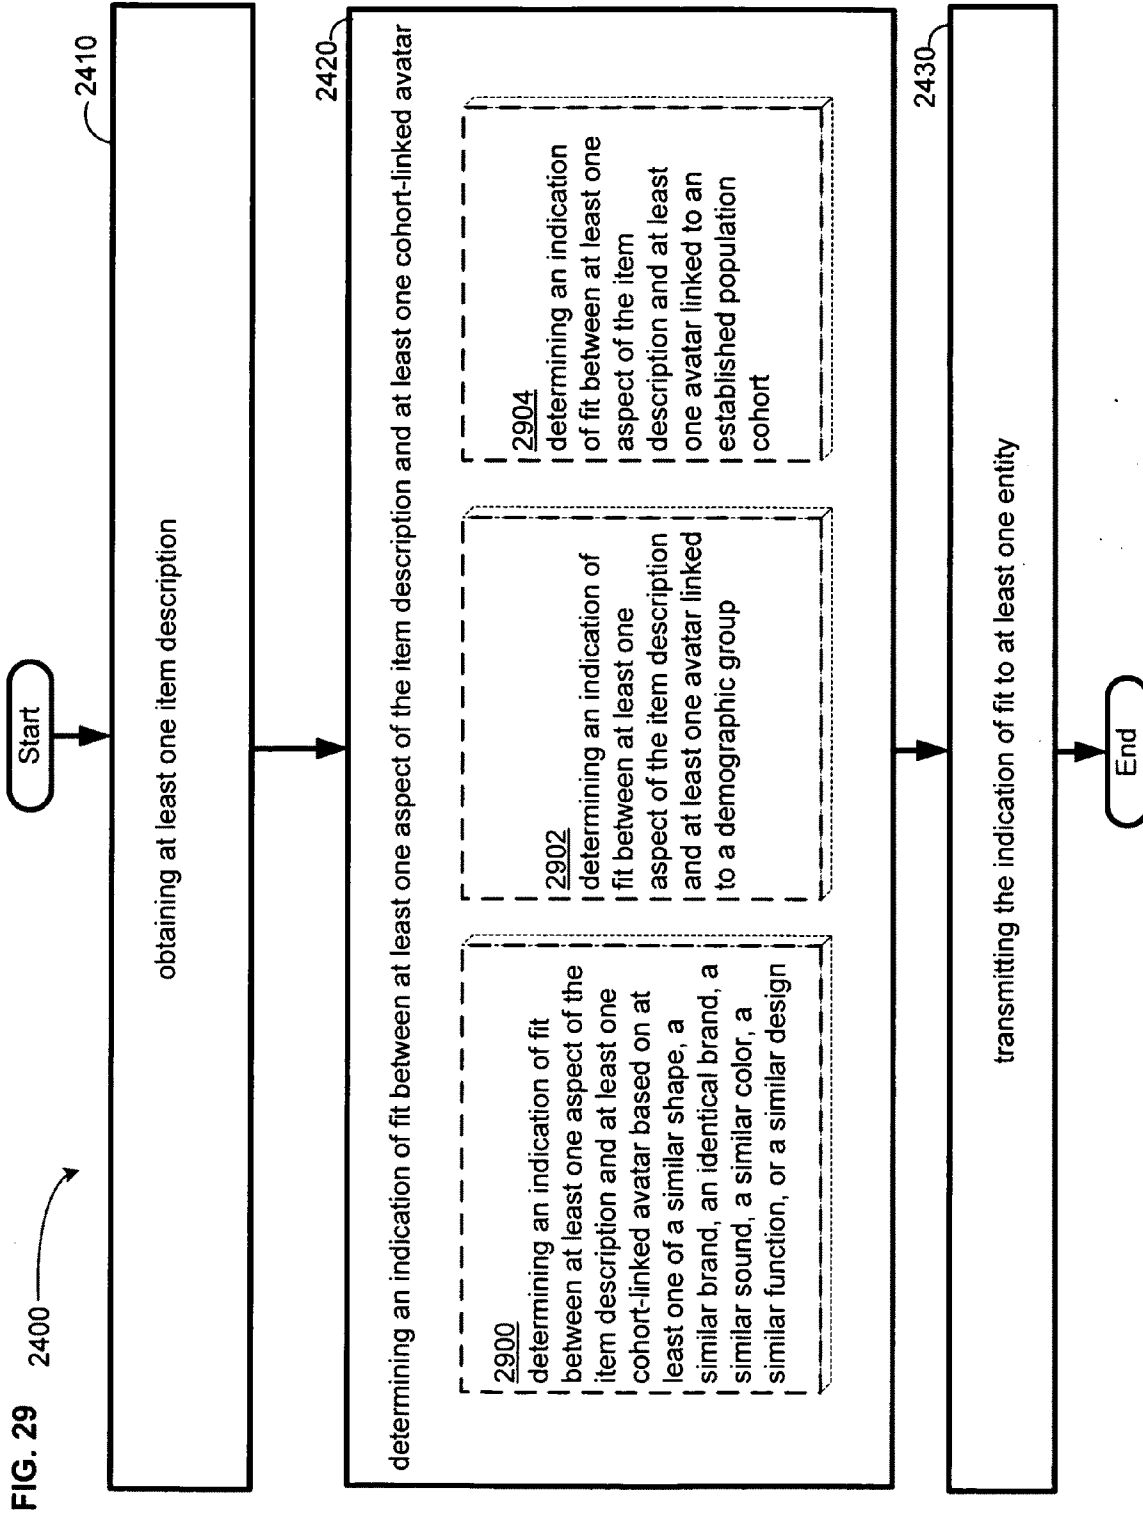 FIG. 29
2400
Start
2410
obtaining at least one item description
2420
determining an indication of fit between at least one aspect of the item description and at least one cohort-linked avatar
2900
determining an indication of fit
between at least one aspect of the
item description and at least one
cohort-linked avatar based on at
least one of a similar shape, a
similar brand, an identical brand, a
similar sound, a similar color, a
similar function, or a similar design
2902
determining an indication of
fit between at least one
aspect of the item description
and at least one avatar linked
to a demographic group
2904
determining an indication
of fit between at least one
aspect of the item
description and at least
one avatar linked to an
established population
cohort
2430
transmitting the indication of fit to at least one entity
End